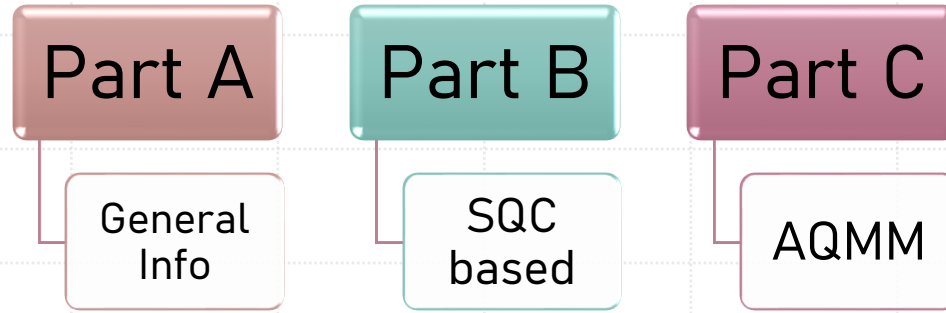 Part A
Part B
Part C
General
Info
SQC
based
AQMM